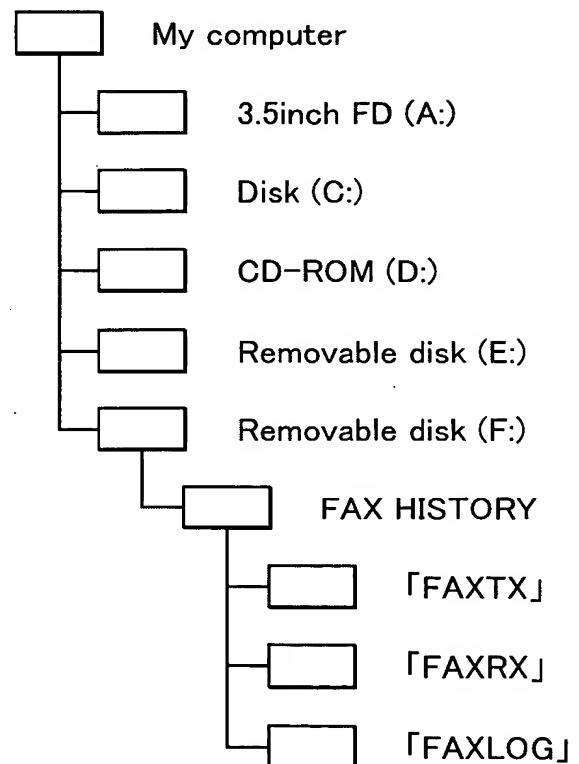 My computer
3.5inch FD (A:)
Disk (C:)
CD-ROM (D:)
Removable disk (E:)
Removable disk (F:)
FAX HISTORY
「FAXTX」
「FAXRX」
「FAXLOG」